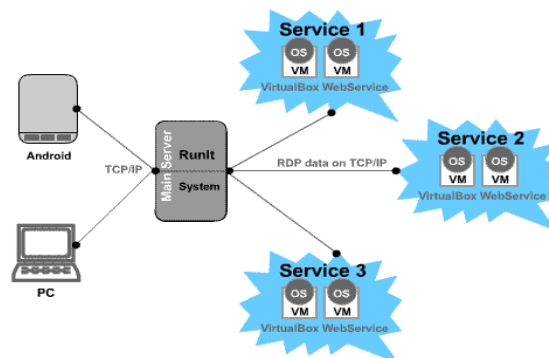 Service 1
OS OS
VM VM
VirtualBox WebService
Android
TCP/IP
Main Server
RunIt
System
RDP data on TCP/IP
Service 2
OS OS
VM VM
VirtualBox WebService
PC
Service 3
OS OS
VM VM
VirtualBox WebService